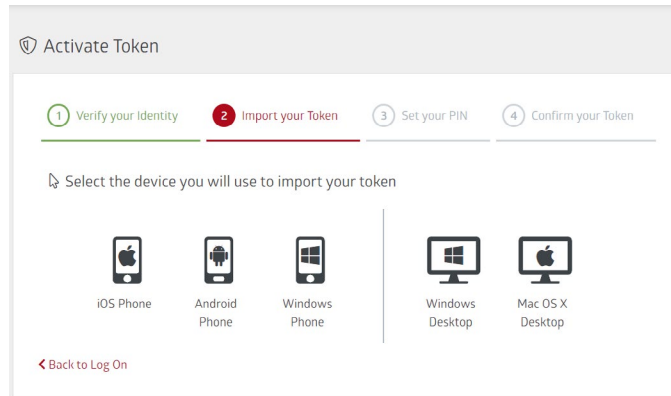 Activate Token
1 Verify your Identity
2 Import your Token
3 Set your PIN
4 Confirm your Token
Select the device you will use to import your token
iOS Phone
Android
Phone
Windows
Phone
Windows
Desktop
Mac OS X
Desktop
Back to Log On